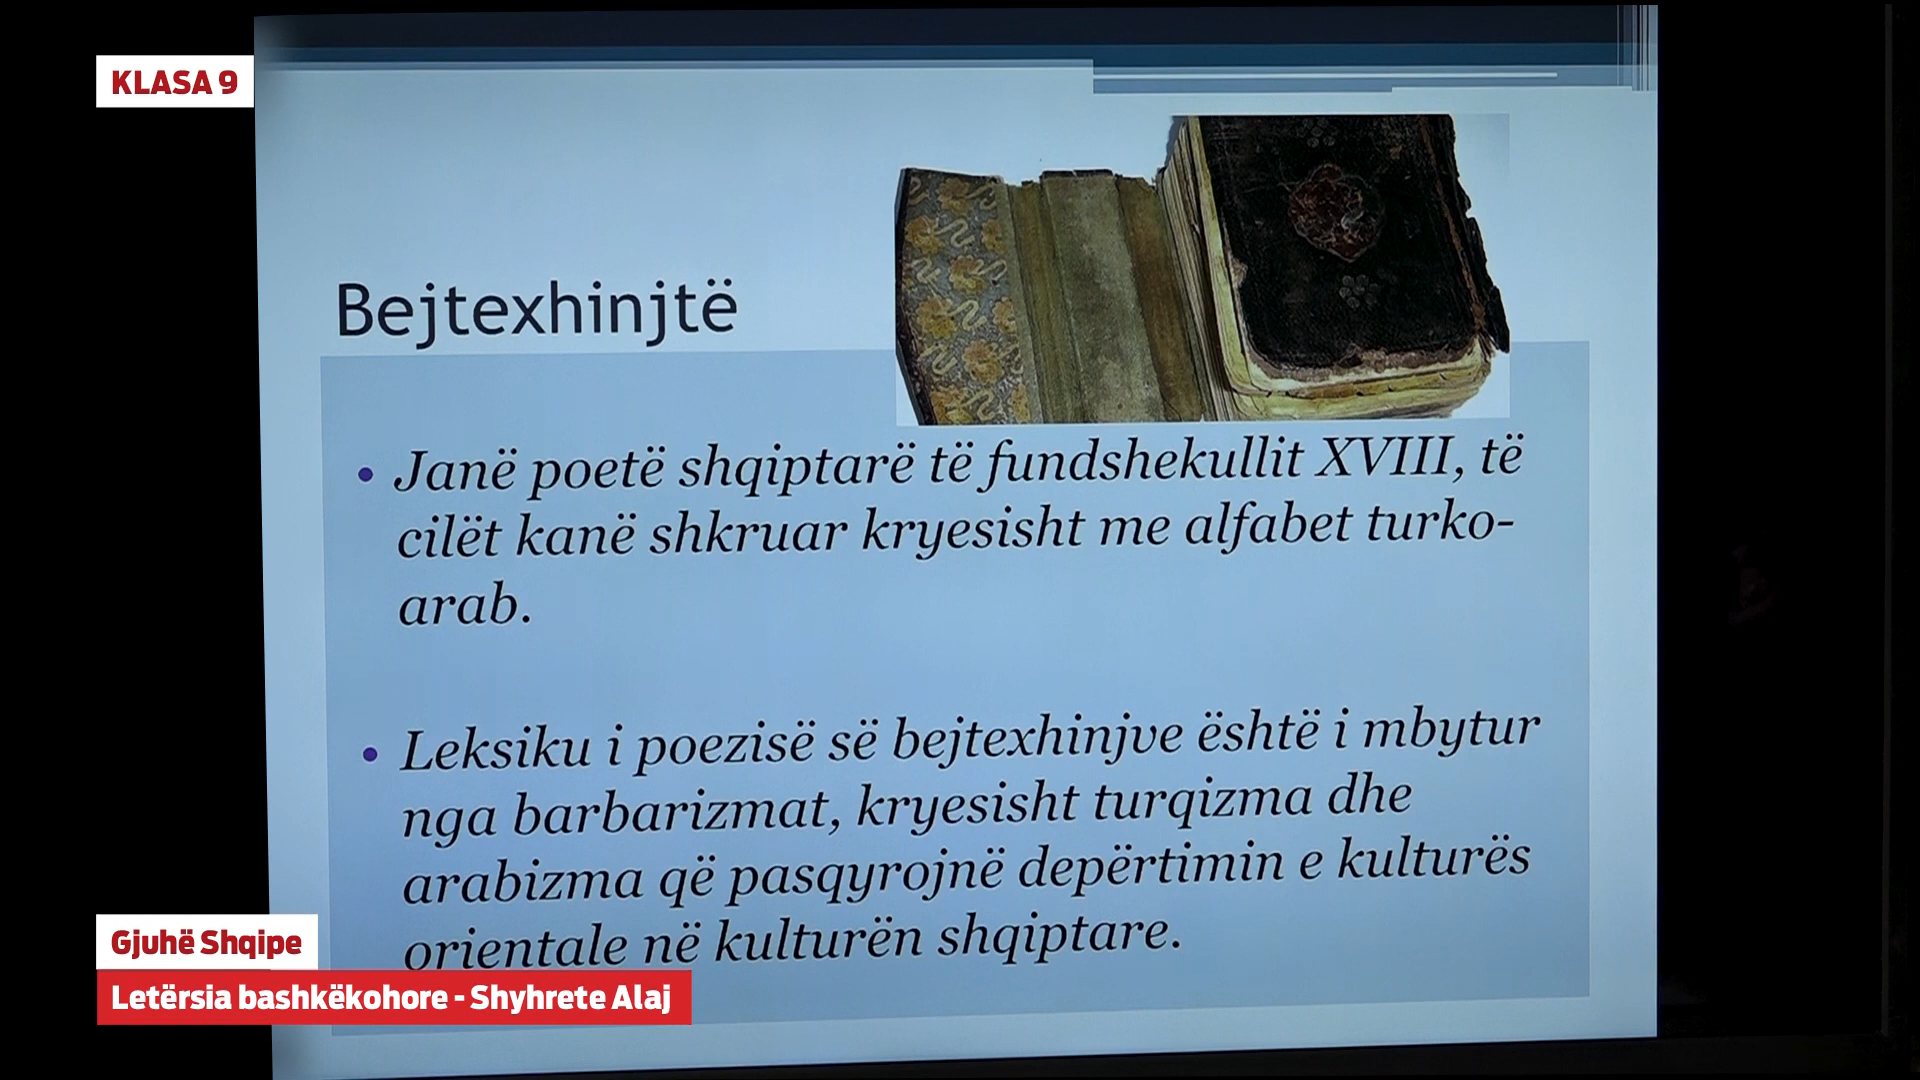 KLASA 9
Bejtexhinjtë
• Janë poetë shqiptarë të fundshekullit XVIII, të
cilët kanë shkruar kryesisht me alfabet turko-
arab.
• Leksiku i poezisë së bejtexhinjve është i mbytur
nga barbarizmat, kryesisht turqizma dhe
arabizma që pasqyrojnë depërtimin e kulturës
orientale në kulturën shqiptare.
Gjuhë Shqipe
Letërsia bashkëkohore - Shyhrete Alaj